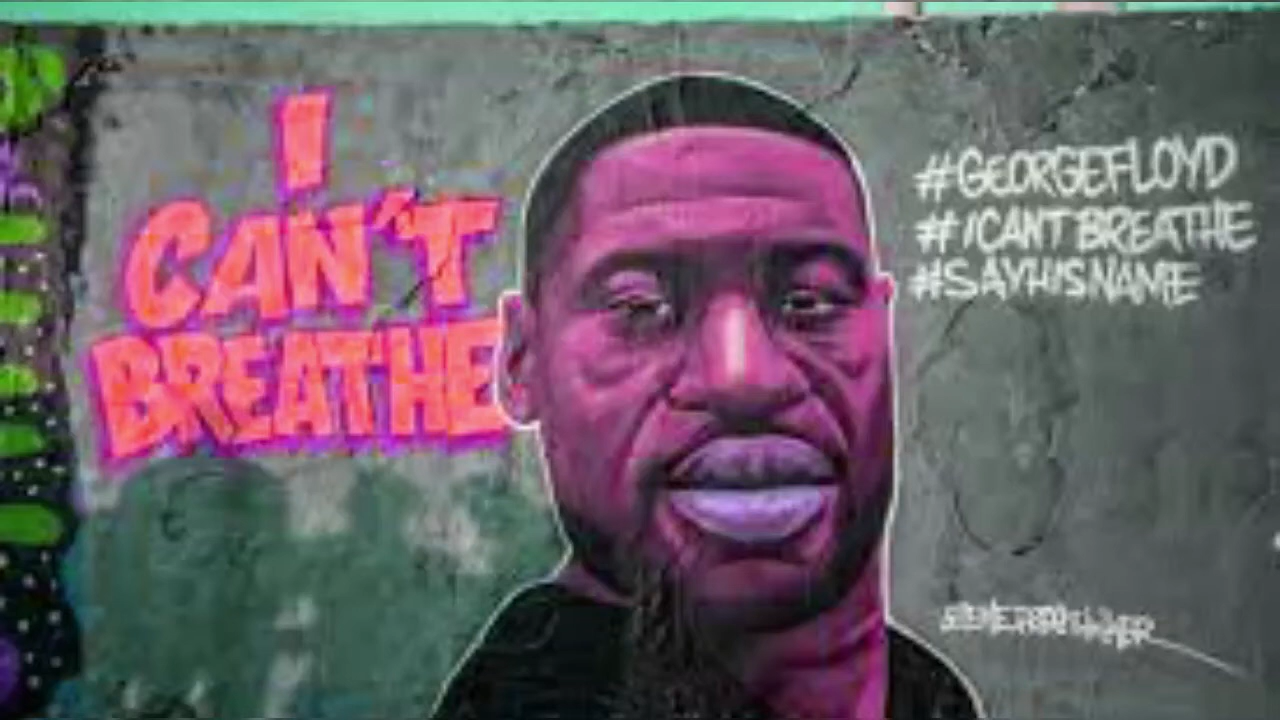 I
CAN'T
BREATHE
#GEORGEFLOYD
#ICANTBREATHE
#SAYHISNAME